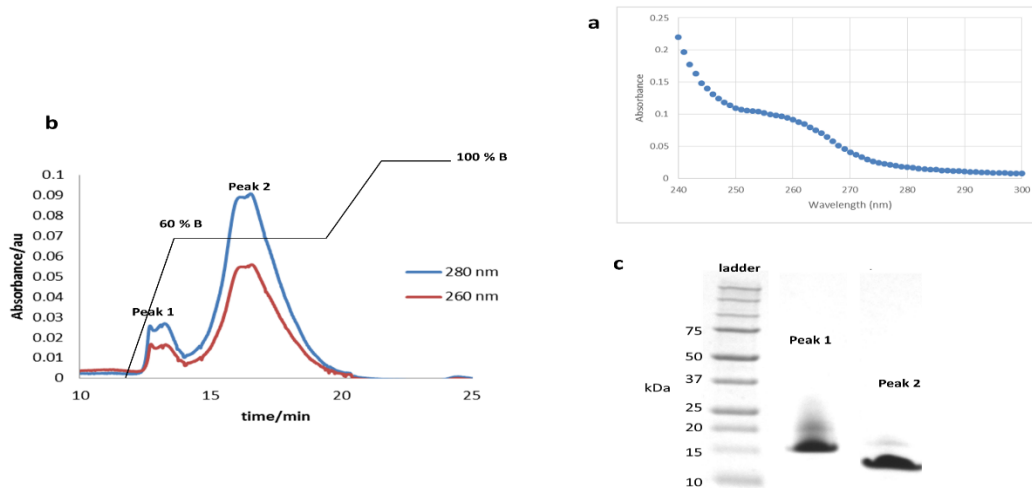 a
0.25
0.2
0.15
0.1
0.05
0
Absorbance
240
250
260
270
280
290
300
Wavelength (nm)
b
100 % B
60 % B
Peak 1
Peak 2
0.1
0.09
0.08
0.07
0.06
0.05
0.04
0.03
0.02
0.01
0
Absorbance/au
280 nm
260 nm
10
15
20
25
time/min
c
ladder
Peak 1
Peak 2
kDa
75
50
37
25
20
15
10